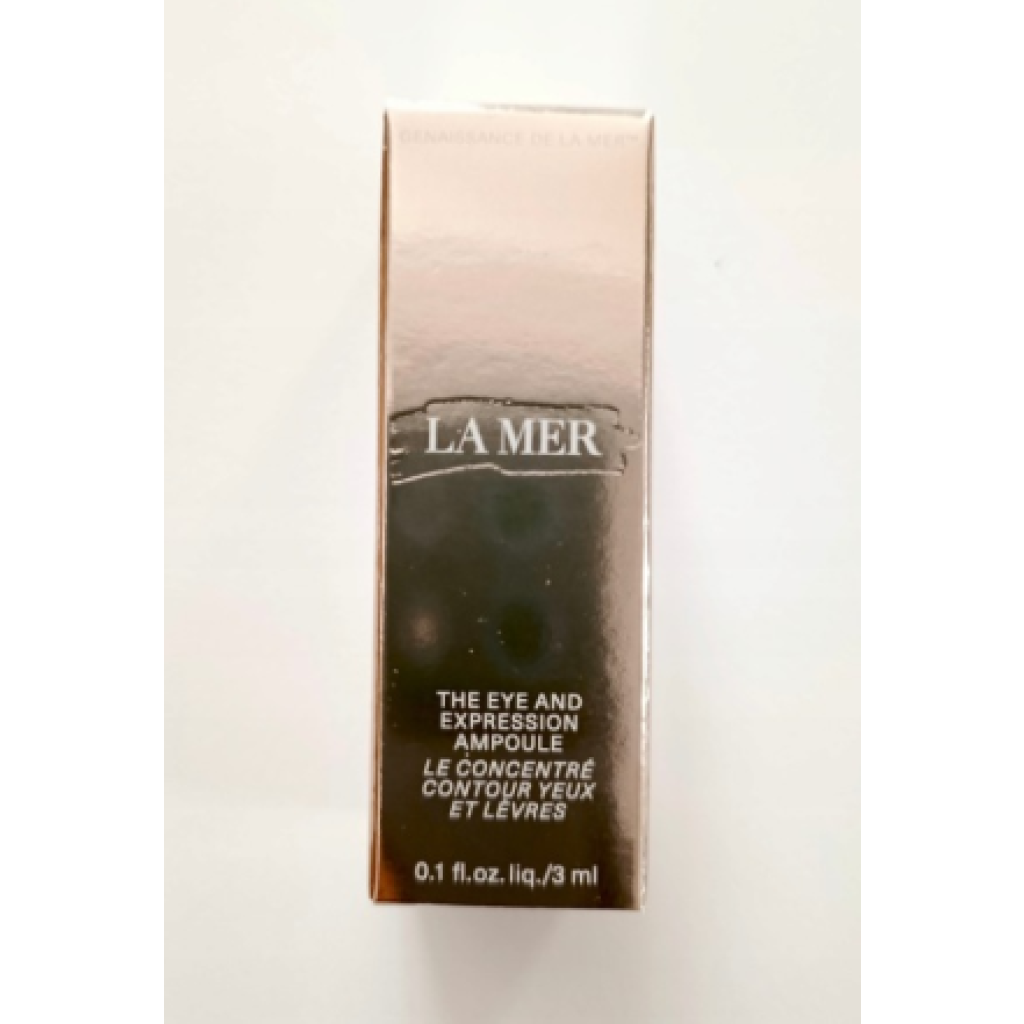 GENAISSANCE DE LA MER™
LA MER
THE EYE AND
EXPRESSION
AMPOULE
LE CONCENTRÉ
CONTOUR YEUX
ET LÈVRES
0.1 fl.oz.liq./3 ml